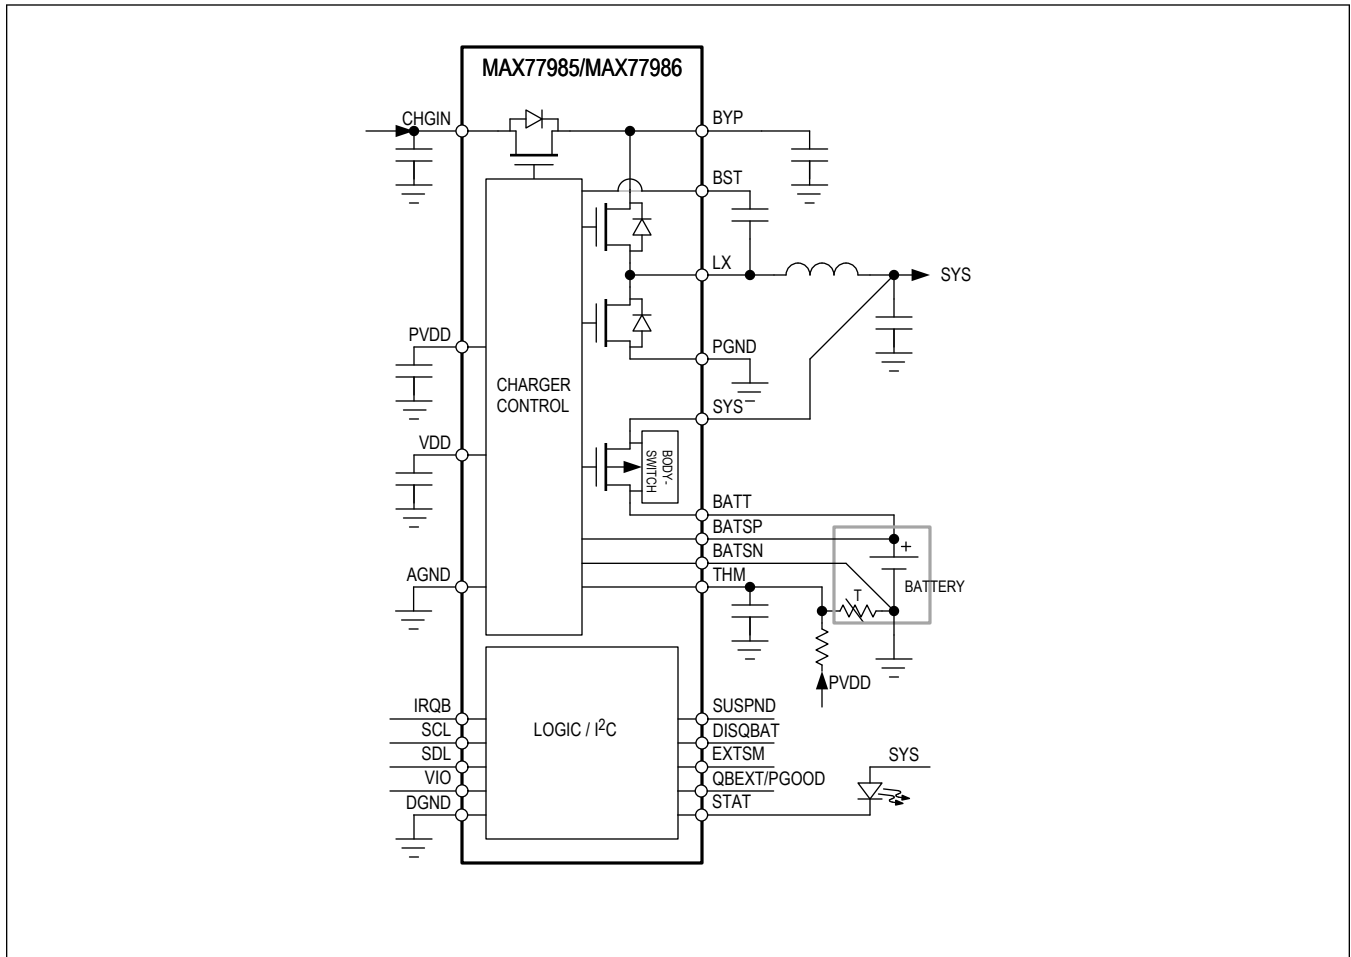 MAX77985/MAX77986
CHGIN
BYP
BST
LX
SYS
PVDD
PGND
CHARGER
CONTROL
SYS
VDD
BODY-
SWITCH
BATT
BATSP
BATSN
+
AGND
THM
BATTERY
T
PVDD
IRQB
SUSPND
SCL
LOGIC / I²C
DISQBAT
SDL
EXTSM
SYS
VIO
QBEXT/PGOOD
DGND
STAT